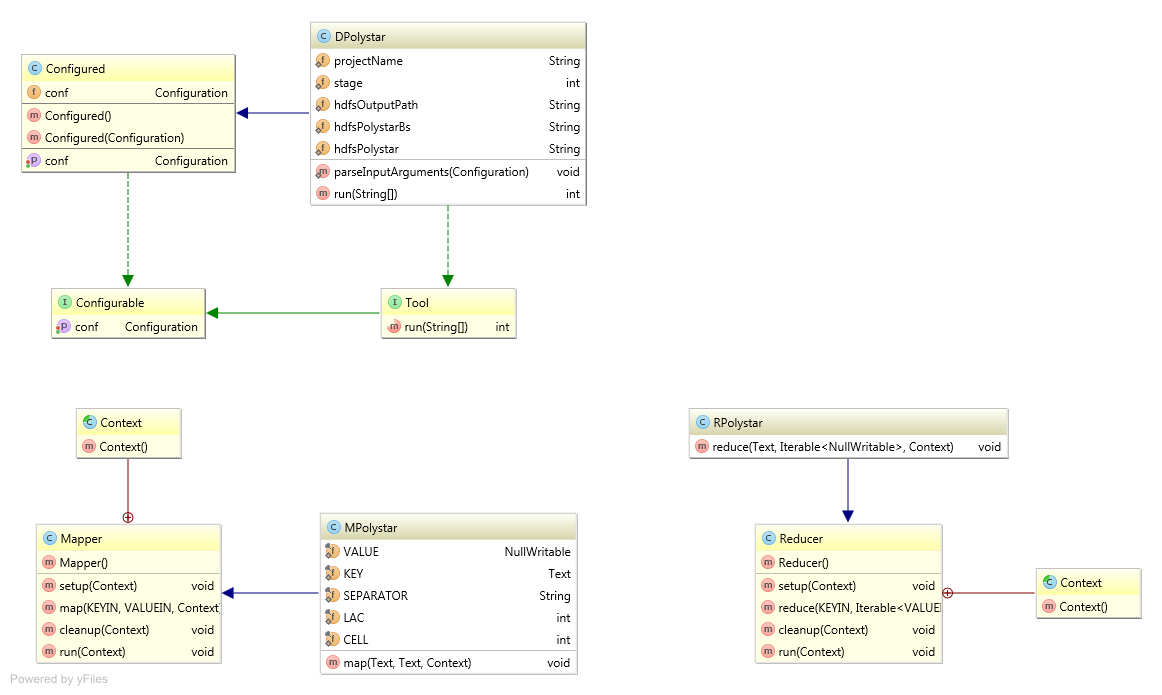 C DPolystar
f projectName String
f stage int
f hdfsOutputPath String
f hdfsPolystarBs String
f hdfsPolystar String
m parseInputArguments(Configuration) void
m run(String[]) int
C Configured
f conf Configuration
m Configured()
m Configured(Configuration)
P conf Configuration
I Configurable
P conf Configuration
I Tool
m run(String[]) int
C Context
m Context()
C RPolystar
m reduce(Text, Iterable<NullWritable>, Context) void
C Mapper
m Mapper()
m setup(Context) void
m map(KEYIN, VALUEIN, Context
m cleanup(Context) void
m run(Context) void
C MPolystar
f VALUE NullWritable
f KEY Text
f SEPARATOR String
f LAC int
f CELL int
m map(Text, Text, Context) void
C Reducer
m Reducer()
m setup(Context) void
m reduce(KEYIN, Iterable<VALUEI
m cleanup(Context) void
m run(Context) void
C Context
m Context()
Powered by yFiles